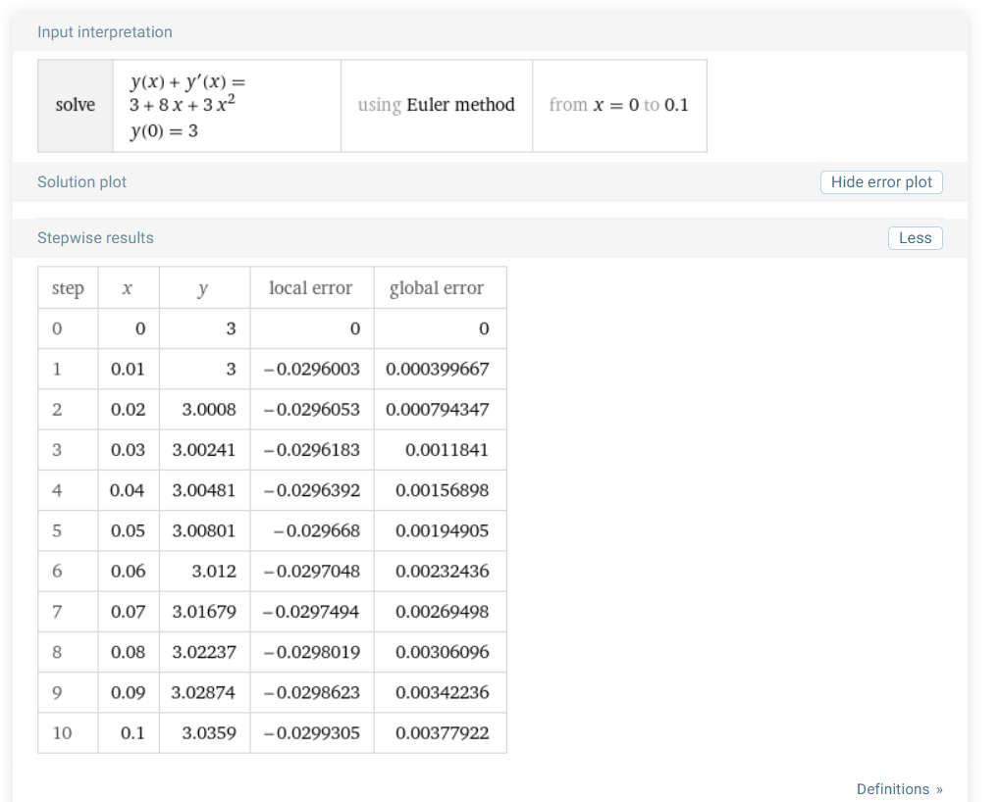 Input interpretation
solve
y(x) + y′(x) =
3 + 8 x + 3 x²
y(0) = 3
using Euler method
from x = 0 to 0.1
Solution plot
Hide error plot
Stepwise results
Less
step x y local error global error
0 0 3 0 0
1 0.01 3 −0.0296003 0.000399667
2 0.02 3.0008 −0.0296053 0.000794347
3 0.03 3.00241 −0.0296183 0.0011841
4 0.04 3.00481 −0.0296392 0.00156898
5 0.05 3.00801 −0.029668 0.00194905
6 0.06 3.012 −0.0297048 0.00232436
7 0.07 3.01679 −0.0297494 0.00269498
8 0.08 3.02237 −0.0298019 0.00306096
9 0.09 3.02874 −0.0298623 0.00342236
10 0.1 3.0359 −0.0299305 0.00377922
Definitions »